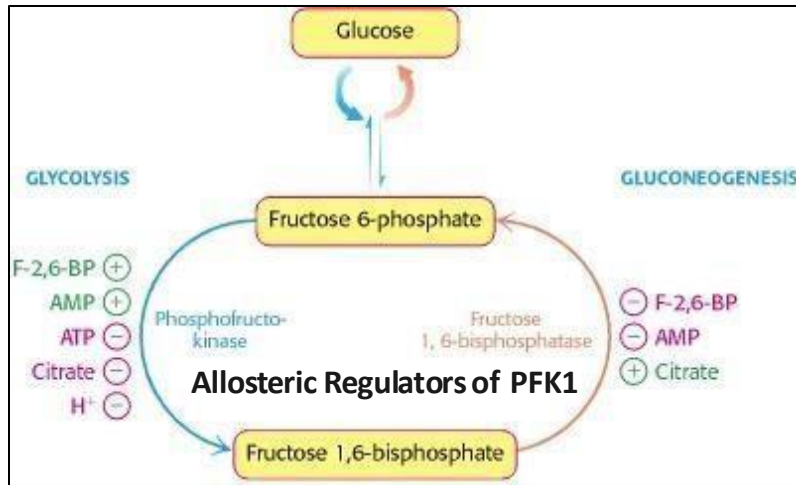 Glucose
GLYCOLYSIS
GLUCONEOGENESIS
Fructose 6-phosphate
F-2,6-BP +
AMP +
ATP −
Citrate −
H⁺ −
Phosphofructo-
kinase
Fructose
1, 6-bisphosphatase
− F-2,6-BP
− AMP
+ Citrate
Allosteric Regulators of PFK1
Fructose 1,6-bisphosphate